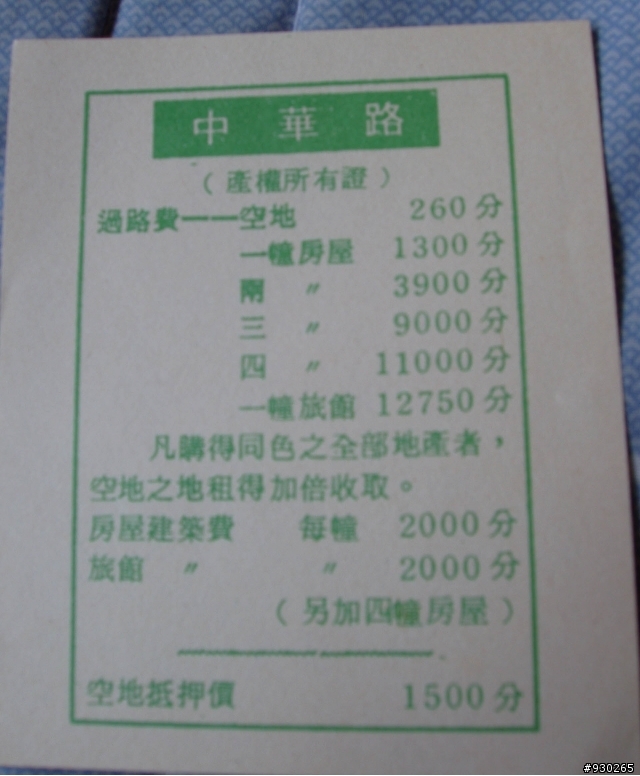 中華路
（產權所有證）
過路費——空地 260分
一幢房屋 1300分
兩 〃 3900分
三 〃 9000分
四 〃 11000分
一幢旅館 12750分
凡購得同色之全部地產者，
空地之地租得加倍收取。
房屋建築費 每幢 2000分
旅館 〃 〃 2000分
（另加四幢房屋）
空地抵押價 1500分
#930265